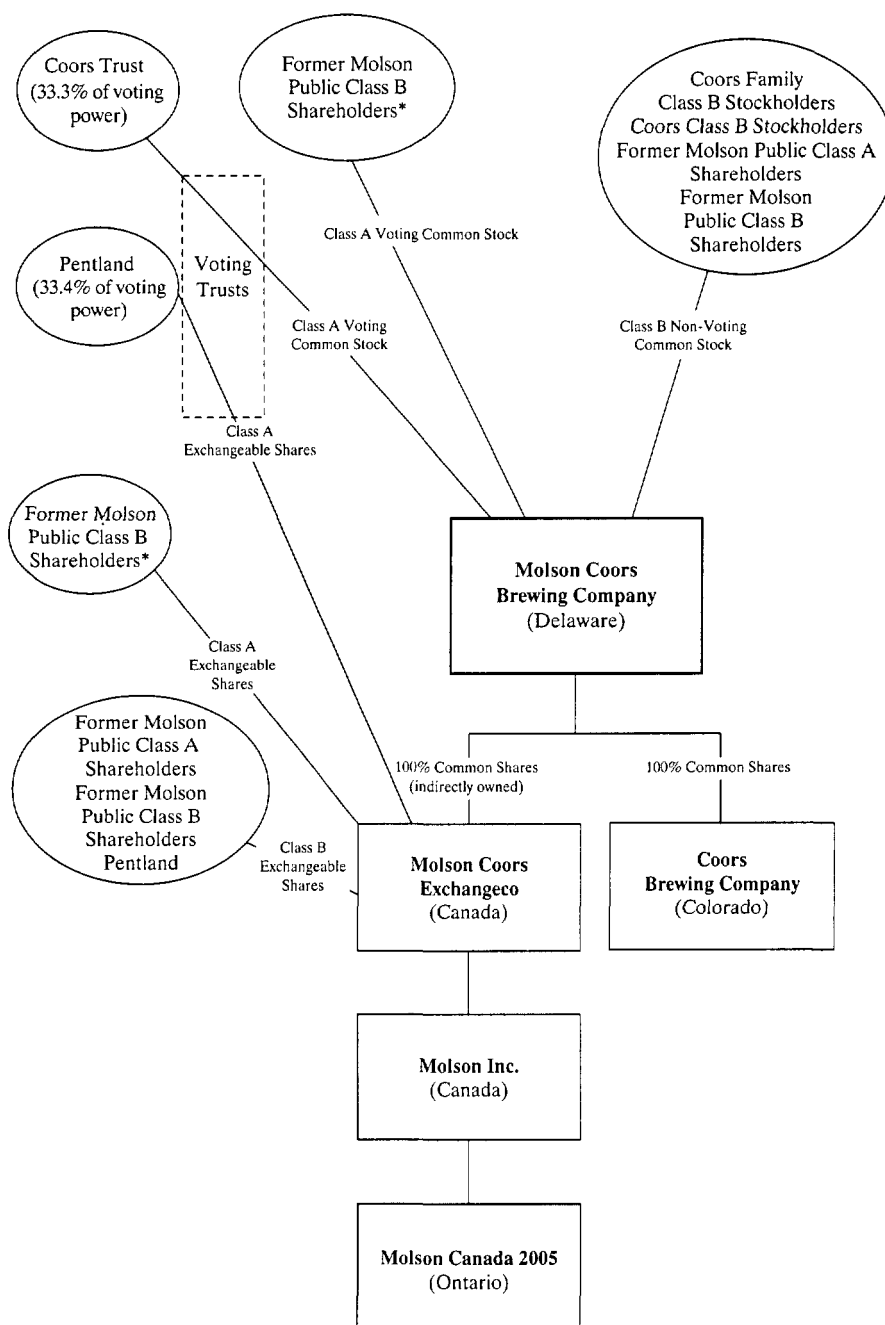 Coors Trust
(33.3% of voting
power)
Former Molson
Public Class B
Shareholders*
Coors Family
Class B Stockholders
Coors Class B Stockholders
Former Molson Public Class A
Shareholders
Former Molson
Public Class B
Shareholders
Pentland
(33.4% of voting
power)
Voting
Trusts
Class A Voting Common Stock
Class A Voting
Common Stock
Class B Non-Voting
Common Stock
Class A
Exchangeable Shares
Former Molson
Public Class B
Shareholders*
Class A
Exchangeable
Shares
Molson Coors
Brewing Company
(Delaware)
Former Molson
Public Class A
Shareholders
Former Molson
Public Class B
Shareholders
Pentland
Class B
Exchangeable
Shares
100% Common Shares
(indirectly owned)
100% Common Shares
Molson Coors
Exchangeco
(Canada)
Coors
Brewing Company
(Colorado)
Molson Inc.
(Canada)
Molson Canada 2005
(Ontario)